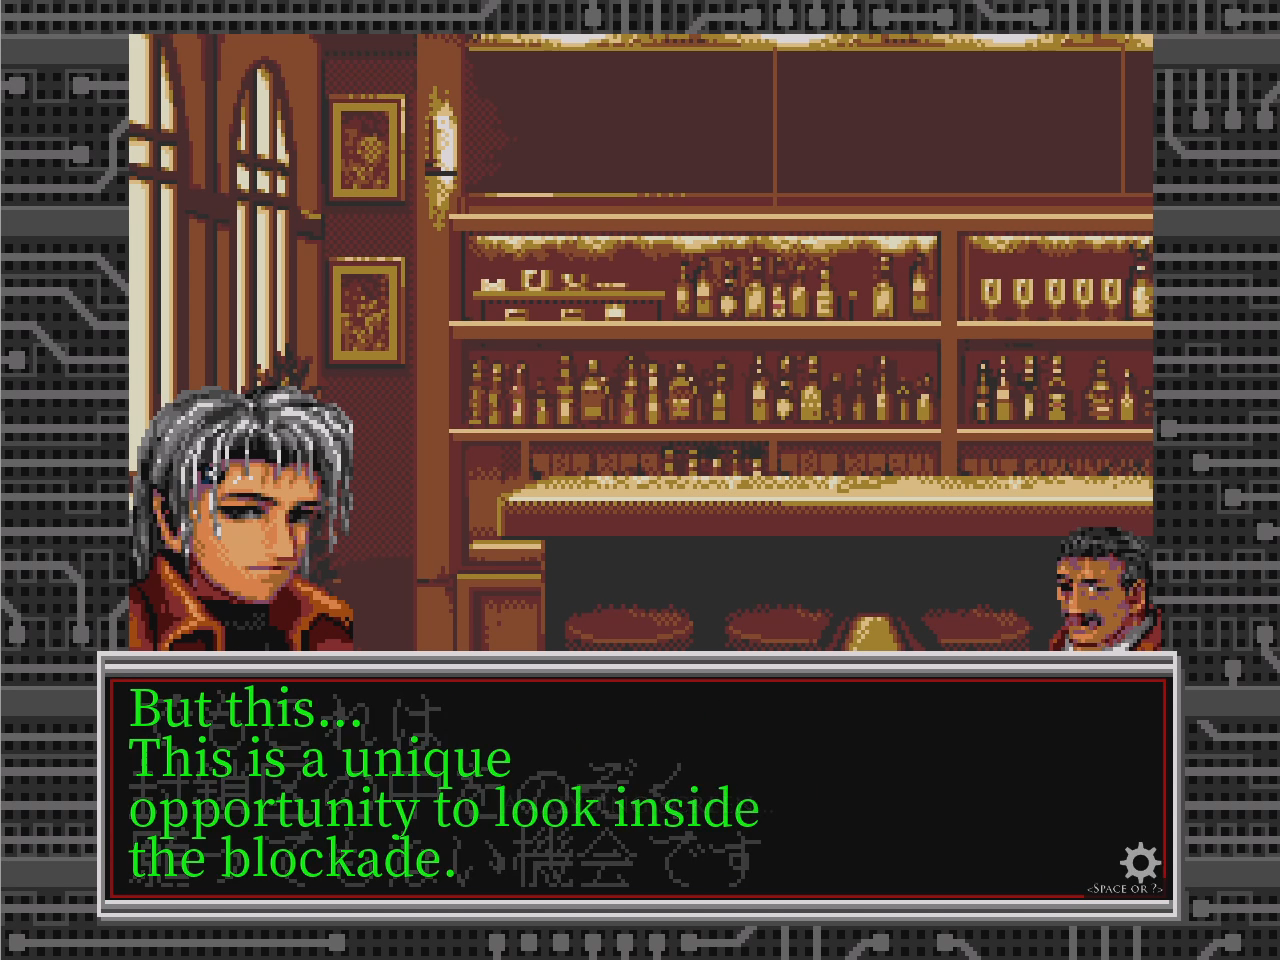 But this...
This is a unique
opportunity to look inside
the blockade.
<SPACE OR ?>